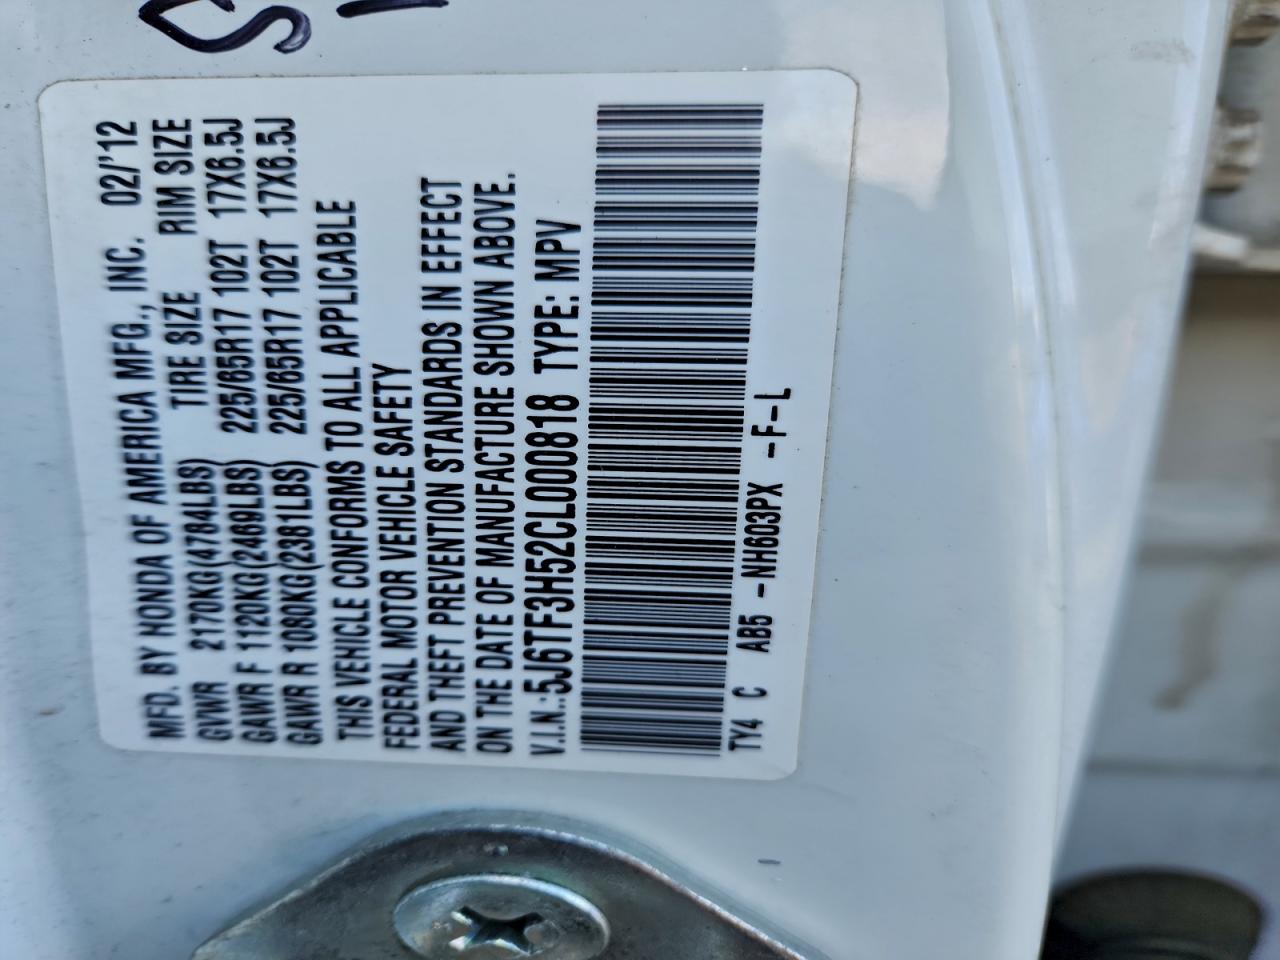 MFD. BY HONDA OF AMERICA MFG., INC. 02/'12
GVWR 2170KG(4784LBS) TIRE SIZE RIM SIZE
GAWR F 1120KG(2469LBS) 225/65R17 102T 17X6.5J
GAWR R 1080KG(2381LBS) 225/65R17 102T 17X6.5J
THIS VEHICLE CONFORMS TO ALL APPLICABLE
FEDERAL MOTOR VEHICLE SAFETY
AND THEFT PREVENTION STANDARDS IN EFFECT
ON THE DATE OF MANUFACTURE SHOWN ABOVE.
V.I.N.:5J6TF3H52CL000818 TYPE: MPV
TY4 C AB5 -NH603PX -F-L